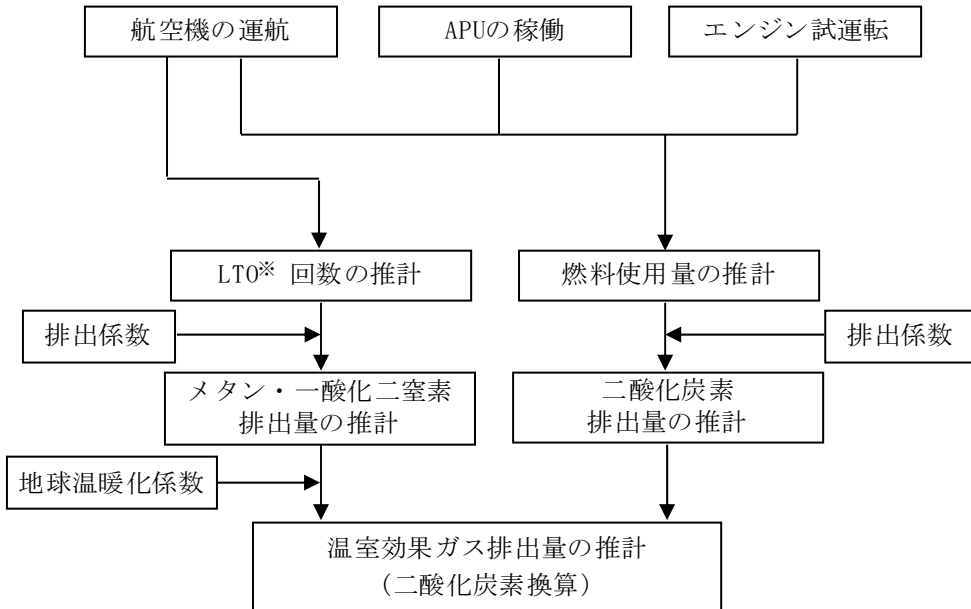 航空機の運航
APUの稼働
エンジン試運転
LTO※ 回数の推計
燃料使用量の推計
排出係数
排出係数
メタン・一酸化二窒素
排出量の推計
二酸化炭素
排出量の推計
地球温暖化係数
温室効果ガス排出量の推計
（二酸化炭素換算）